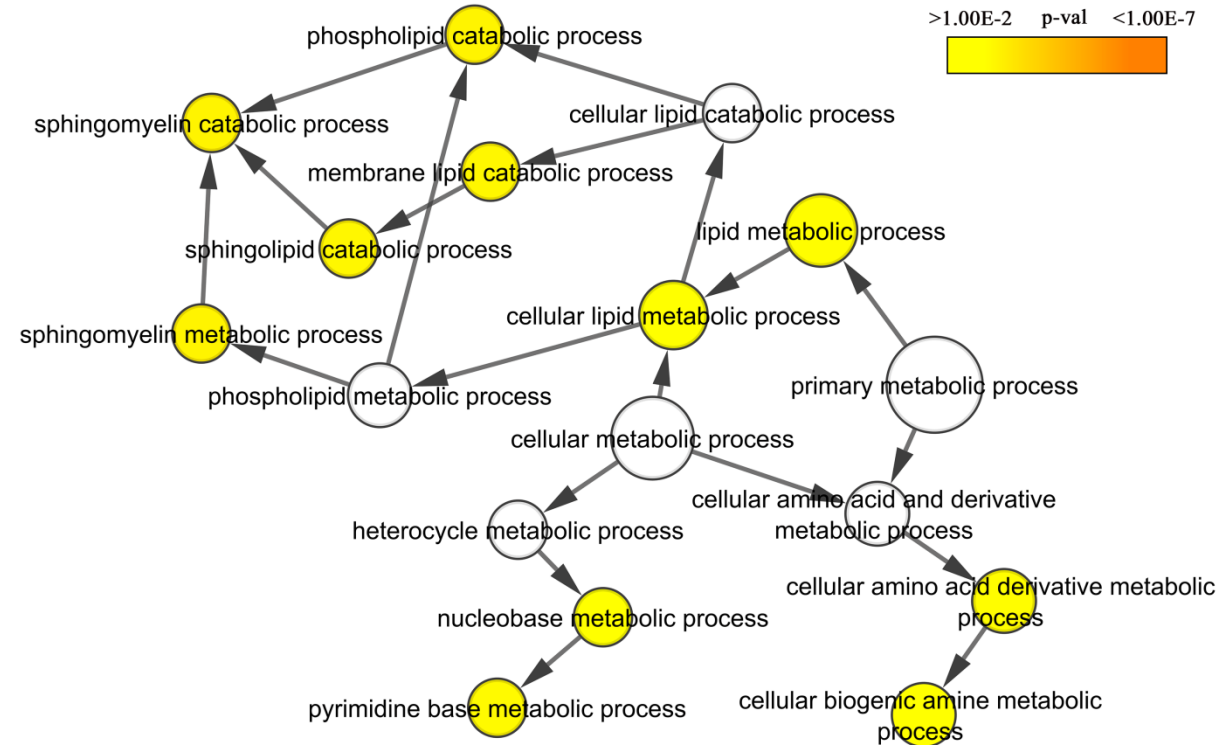 >1.00E-2 p-val <1.00E-7
phospholipid catabolic process
cellular lipid catabolic process
sphingomyelin catabolic process
membrane lipid catabolic process
lipid metabolic process
sphingolipid catabolic process
cellular lipid metabolic process
sphingomyelin metabolic process
primary metabolic process
phospholipid metabolic process
cellular metabolic process
cellular amino acid and derivative
metabolic process
heterocycle metabolic process
cellular amino acid derivative metabolic
process
nucleobase metabolic process
cellular biogenic amine metabolic
process
pyrimidine base metabolic process